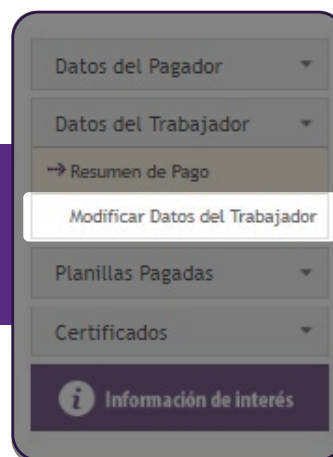 Datos del Pagador
Datos del Trabajador
Resumen de Pago
Modificar Datos del Trabajador
Planillas Pagadas
Certificados
i Información de interés